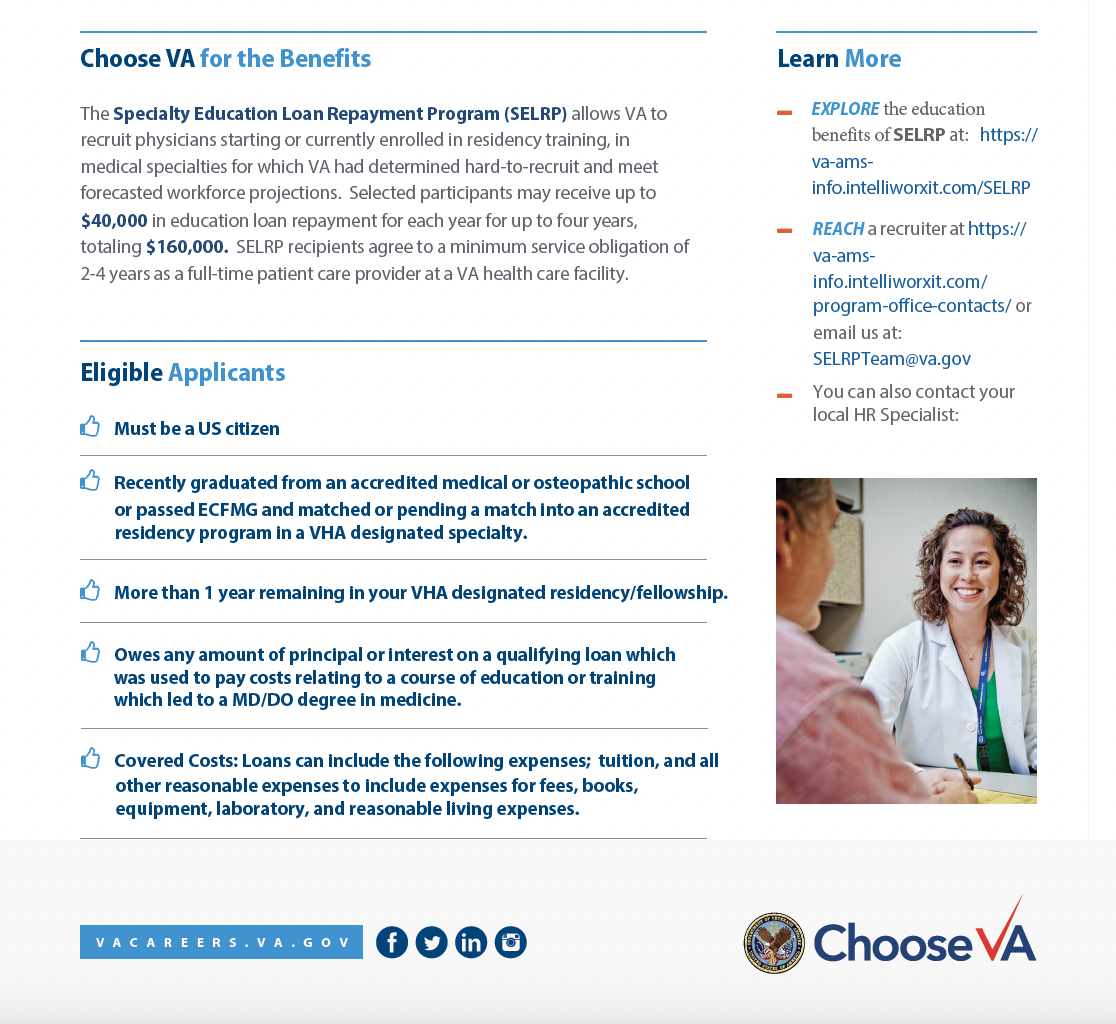 Choose VA for the Benefits
The Specialty Education Loan Repayment Program (SELRP) allows VA to
recruit physicians starting or currently enrolled in residency training, in
medical specialties for which VA had determined hard-to-recruit and meet
forecasted workforce projections.  Selected participants may receive up to
$40,000 in education loan repayment for each year for up to four years,
totaling $160,000.  SELRP recipients agree to a minimum service obligation of
2-4 years as a full-time patient care provider at a VA health care facility.
Eligible Applicants
Must be a US citizen
Recently graduated from an accredited medical or osteopathic school
or passed ECFMG and matched or pending a match into an accredited
residency program in a VHA designated specialty.
More than 1 year remaining in your VHA designated residency/fellowship.
Owes any amount of principal or interest on a qualifying loan which
was used to pay costs relating to a course of education or training
which led to a MD/DO degree in medicine.
Covered Costs: Loans can include the following expenses;  tuition, and all
other reasonable expenses to include expenses for fees, books,
equipment, laboratory, and reasonable living expenses.
Learn More
EXPLORE the education
benefits of SELRP at:  https://
va-ams-
info.intelliworxit.com/SELRP
REACH a recruiter at https://
va-ams-
info.intelliworxit.com/
program-office-contacts/ or
email us at:
SELRPTeam@va.gov
You can also contact your
local HR Specialist:
VACAREERS.VA.GOV
Choose VA